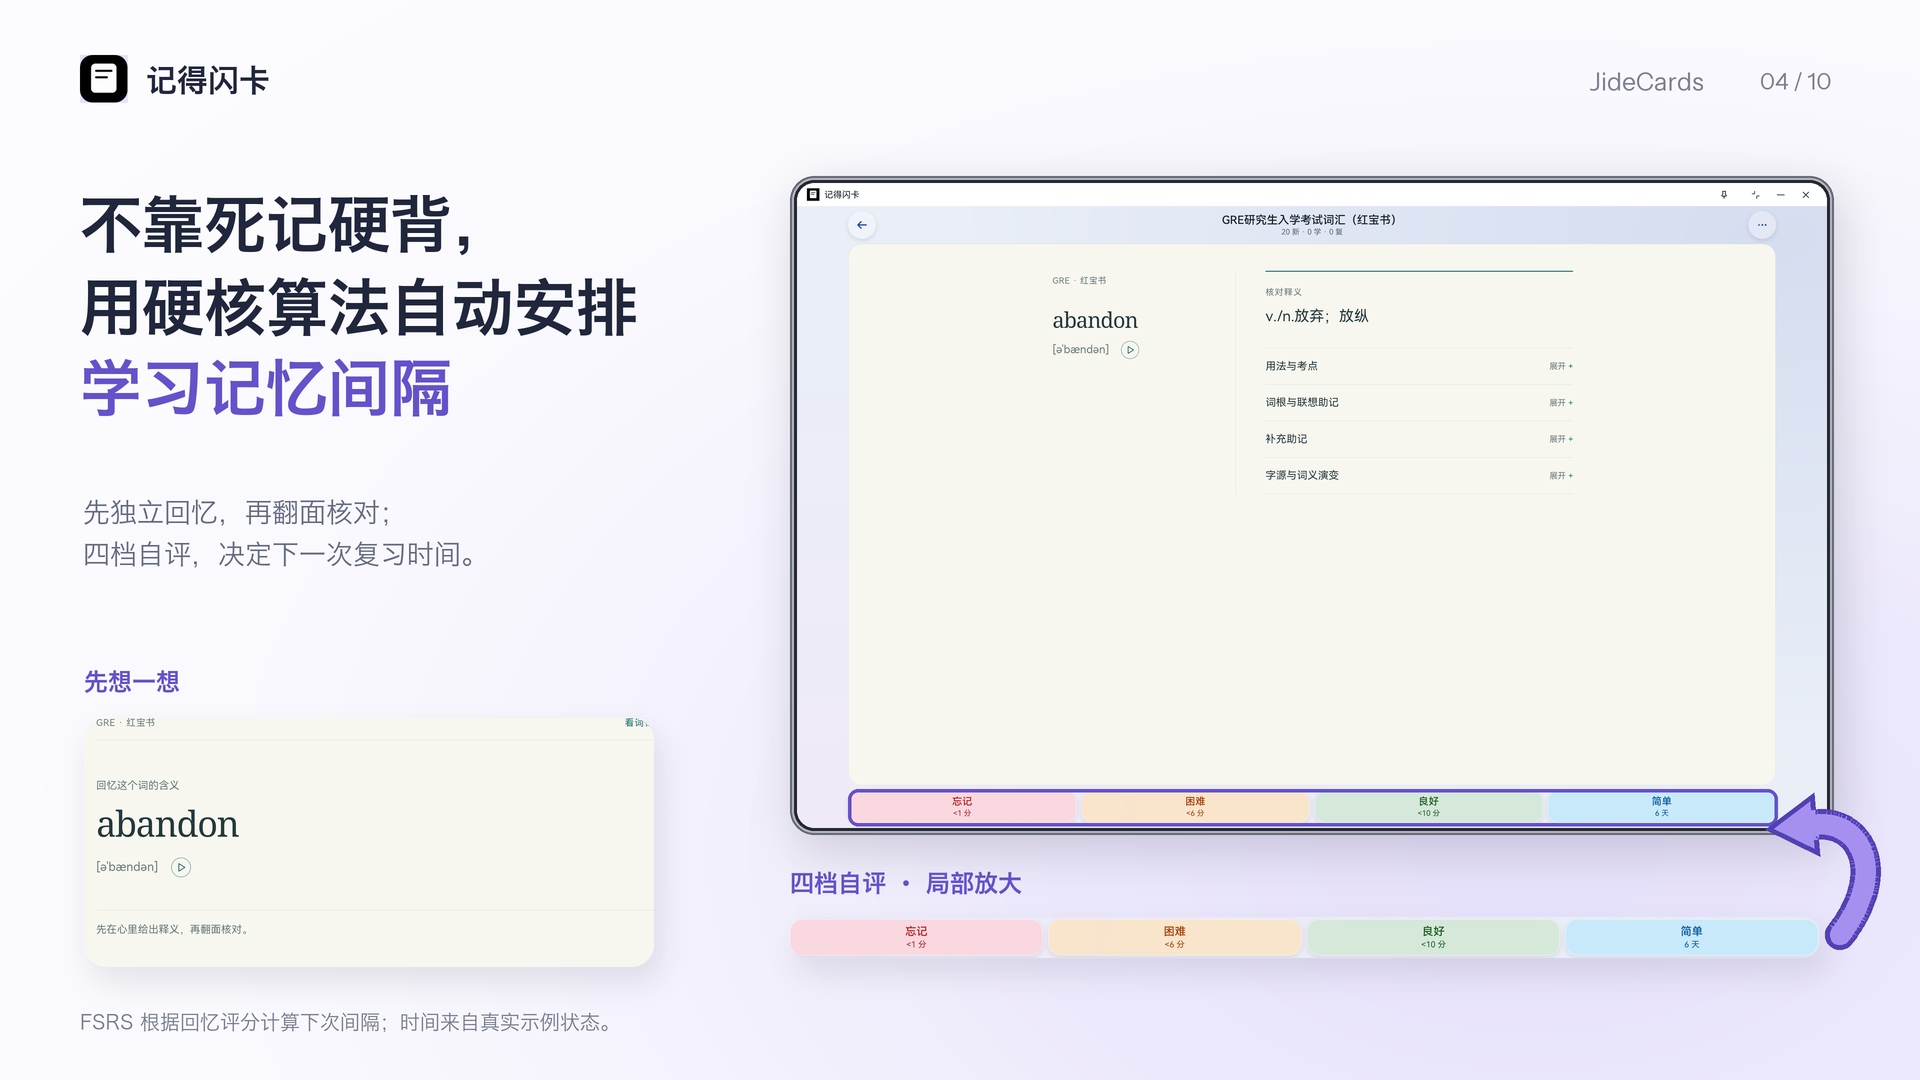 记得闪卡
JideCards
04 / 10
不靠死记硬背，
用硬核算法自动安排
学习记忆间隔
先独立回忆，再翻面核对；
四档自评，决定下一次复习时间。
先想一想
GRE · 红宝书
看词
回忆这个词的含义
abandon
[ə'bændən]
先在心里给出释义，再翻面核对。
FSRS 根据回忆评分计算下次间隔；时间来自真实示例状态。
记得闪卡
GRE研究生入学考试词汇（红宝书）
20 新 · 0 学 · 0 复
GRE · 红宝书
abandon
[ə'bændən]
核对释义
v./n.放弃；放纵
用法与考点 展开 +
词根与联想助记 展开 +
补充助记 展开 +
字源与词义演变 展开 +
忘记 困难 良好 简单
<1 分 <6 分 <10 分 6 天
四档自评 · 局部放大
忘记 困难 良好 简单
<1 分 <6 分 <10 分 6 天